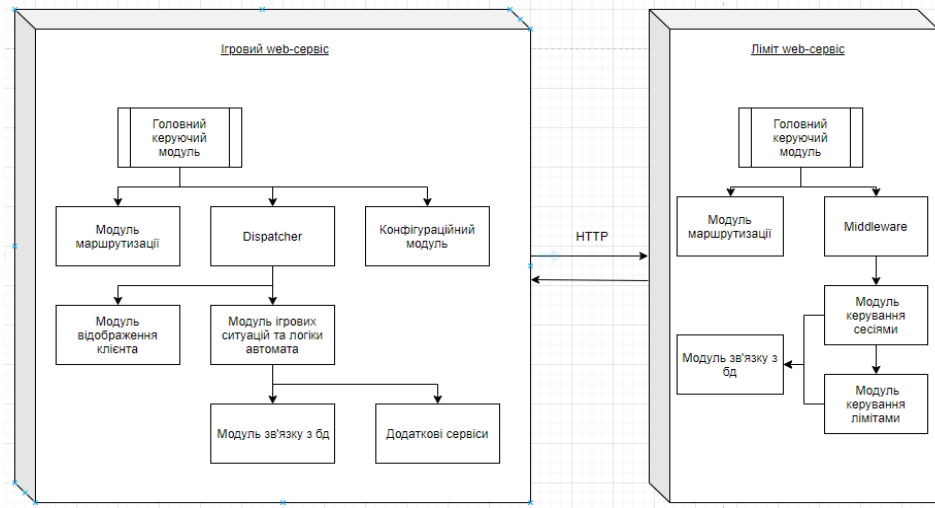 Ігровий web-сервіс
Головний
керуючий
модуль
Модуль
маршрутизації
Dispatcher
Конфігураційний
модуль
Модуль
відображення
клієнта
Модуль ігрових
ситуацій та логіки
автомата
Модуль зв'язку з бд
Додаткові сервіси
HTTP
Ліміт web-сервіс
Головний
керуючий
модуль
Модуль
маршрутизації
Middleware
Модуль
керування
сесіями
Модуль зв'язку з
бд
Модуль
керування
лімітами